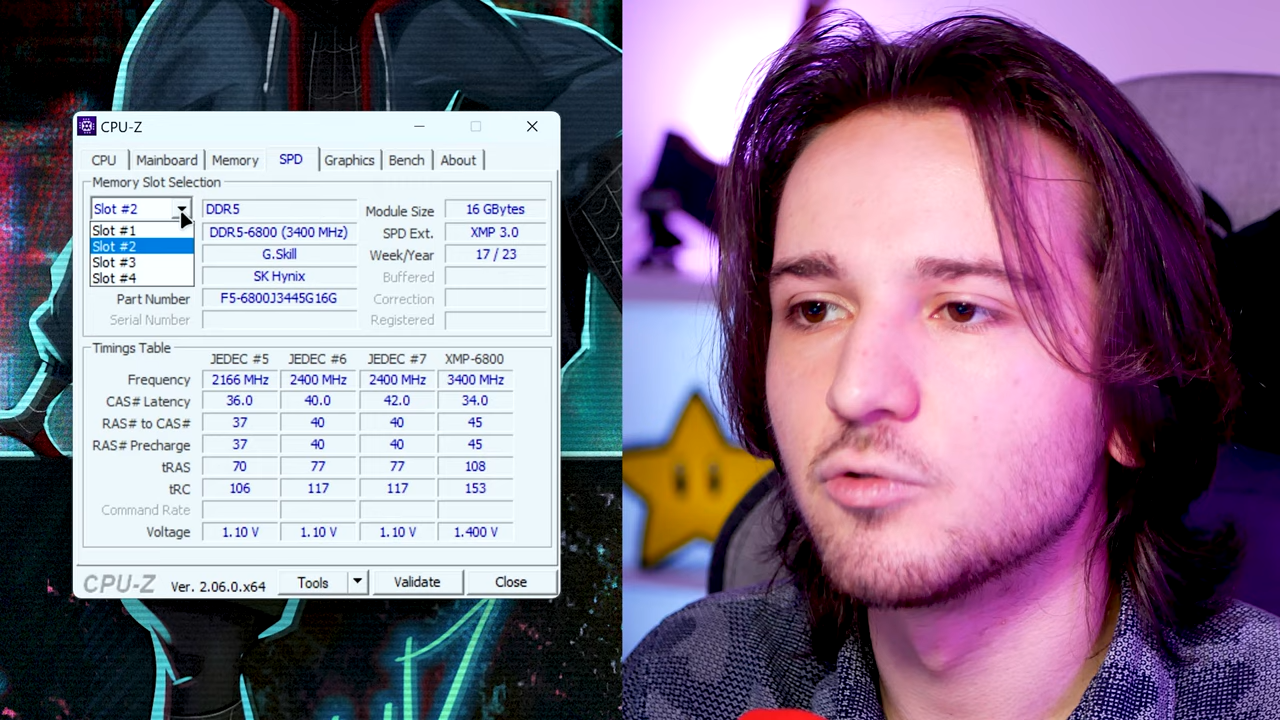 CPU-Z
CPU Mainboard Memory SPD Graphics Bench About
Memory Slot Selection
Slot #2 DDR5 Module Size 16 GBytes
Slot #1
Slot #2
Slot #3
Slot #4
DDR5-6800 (3400 MHz) SPD Ext. XMP 3.0
G.Skill Week/Year 17 / 23
SK Hynix Buffered
Part Number F5-6800J3445G16G Correction
Serial Number Registered
Timings Table
JEDEC #5 JEDEC #6 JEDEC #7 XMP-6800
Frequency 2166 MHz 2400 MHz 2400 MHz 3400 MHz
CAS# Latency 36.0 40.0 42.0 34.0
RAS# to CAS# 37 40 40 45
RAS# Precharge 37 40 40 45
tRAS 70 77 77 108
tRC 106 117 117 153
Command Rate
Voltage 1.10 V 1.10 V 1.10 V 1.400 V
CPU-Z Ver. 2.06.0.x64 Tools Validate Close